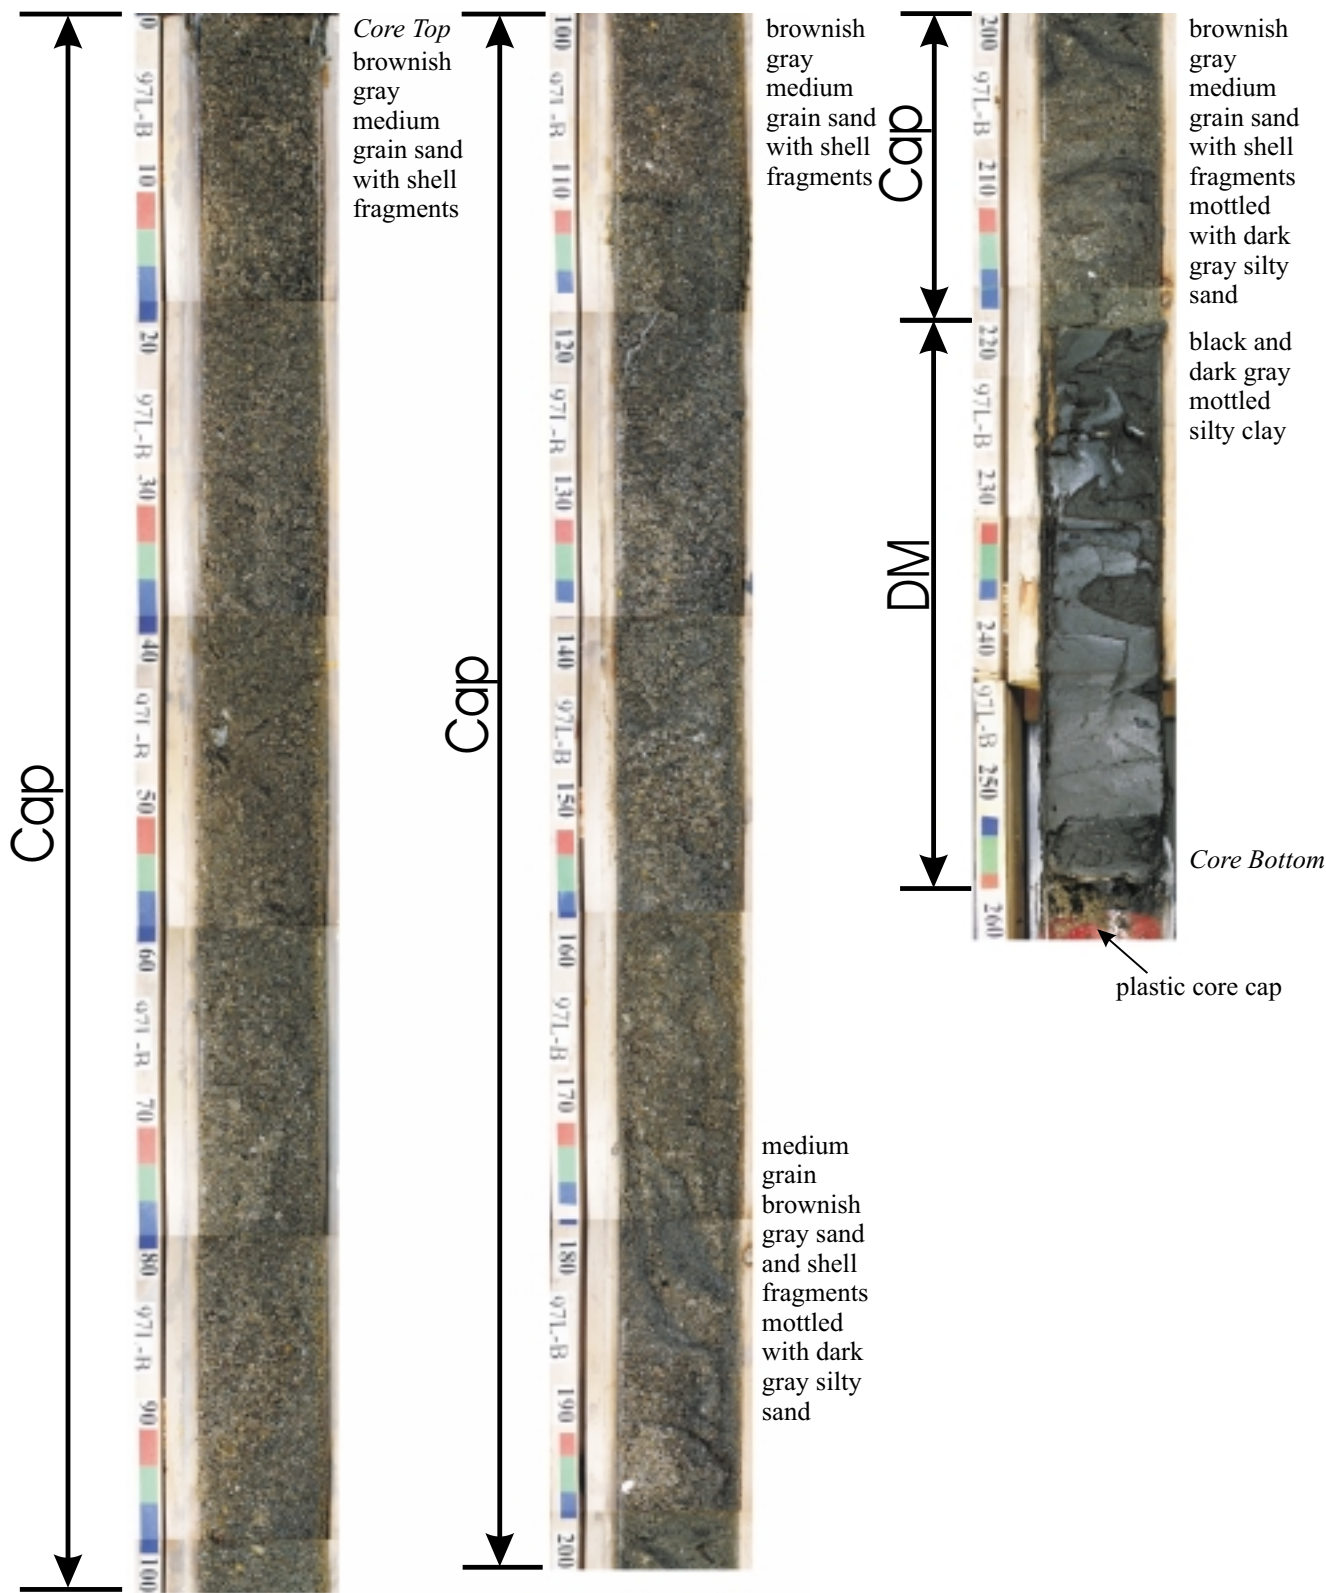 Cap
0
97L-B
10
20
97L-B
30
40
97L-B
50
60
97L-B
70
80
97L-B
90
100
Core Top
brownish
gray
medium
grain sand
with shell
fragments
Cap
100
97L-B
110
120
97L-B
130
140
97L-B
150
160
97L-B
170
180
97L-B
190
200
brownish
gray
medium
grain sand
with shell
fragments
medium
grain
brownish
gray sand
and shell
fragments
mottled
with dark
gray silty
sand
Cap
DM
200
97L-B
210
220
97L-B
230
240
97L-B
250
260
brownish
gray
medium
grain sand
with shell
fragments
mottled
with dark
gray silty
sand
black and
dark gray
mottled
silty clay
Core Bottom
plastic core cap